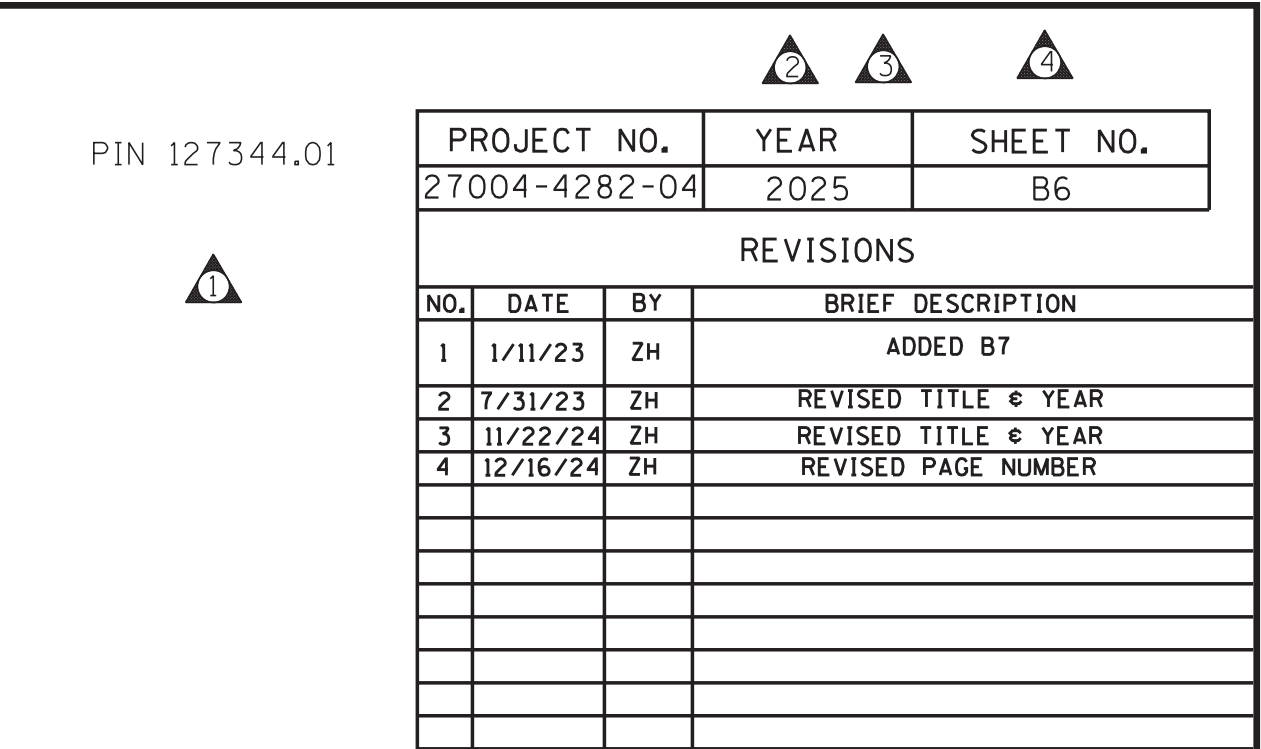 2 3 4
PIN 127344.01
PROJECT NO. YEAR SHEET NO.
27004-4282-04 2025 B6
REVISIONS
1
NO. DATE BY BRIEF DESCRIPTION
1 1/11/23 ZH ADDED B7
2 7/31/23 ZH REVISED TITLE & YEAR
3 11/22/24 ZH REVISED TITLE & YEAR
4 12/16/24 ZH REVISED PAGE NUMBER